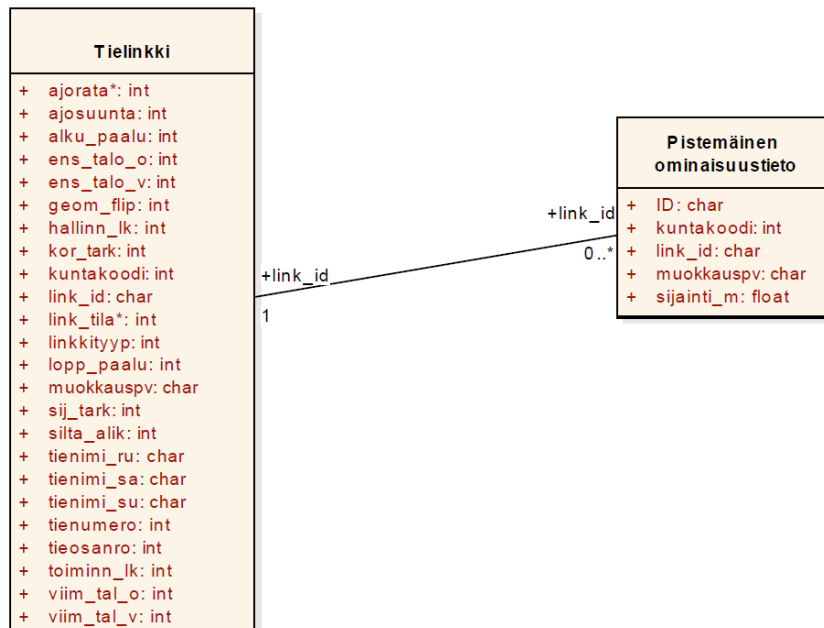 Tielinkki
+ ajorata*: int
+ ajosuunta: int
+ alku_paalu: int
+ ens_talo_o: int
+ ens_talo_v: int
+ geom_flip: int
+ hallinn_lk: int
+ kor_tark: int
+ kuntakoodi: int
+ link_id: char
+ link_tila*: int
+ linkkityyp: int
+ lopp_paalu: int
+ muokkauspv: char
+ sij_tark: int
+ silta_alik: int
+ tienimi_ru: char
+ tienimi_sa: char
+ tienimi_su: char
+ tienumero: int
+ tieosanro: int
+ toiminn_lk: int
+ viim_tal_o: int
+ viim_tal_v: int
+link_id
1
+link_id
0..*
Pistemäinen
ominaisuustieto
+ ID: char
+ kuntakoodi: int
+ link_id: char
+ muokkauspv: char
+ sijainti_m: float